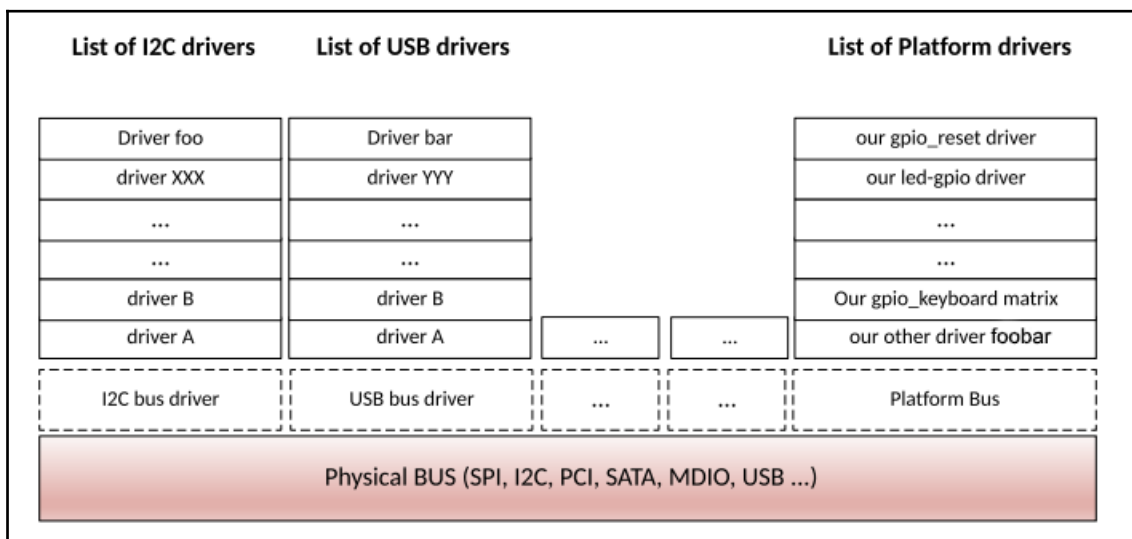 List of I2C drivers
List of USB drivers
List of Platform drivers
Driver foo
driver XXX
...
...
driver B
driver A
Driver bar
driver YYY
...
...
driver B
driver A
...
...
our gpio_reset driver
our led-gpio driver
...
...
Our gpio_keyboard matrix
our other driver foobar
I2C bus driver
USB bus driver
...
...
Platform Bus
Physical BUS (SPI, I2C, PCI, SATA, MDIO, USB ...)